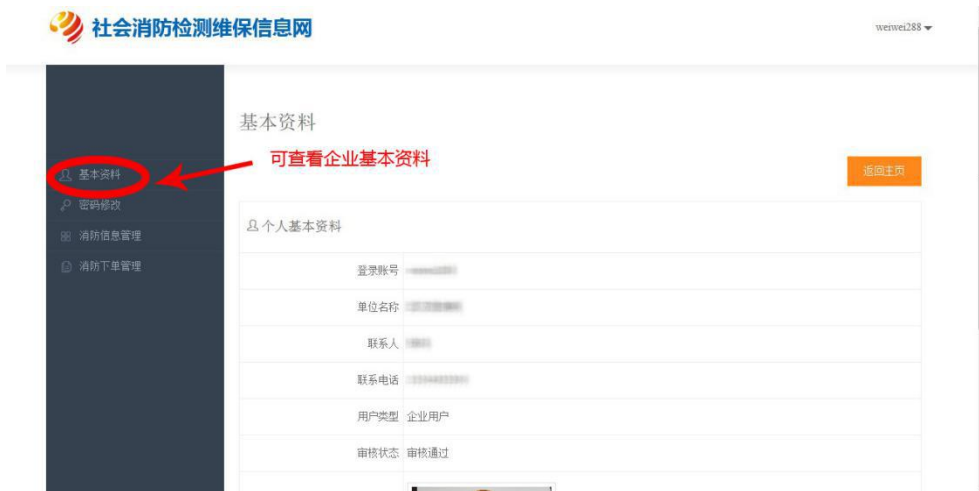 社会消防检测维保信息网
weiwei288
基本资料
可查看企业基本资料
返回主页
基本资料
密码修改
消防信息管理
消防下单管理
个人基本资料
登录账号
单位名称
联系人
联系电话
用户类型 企业用户
审核状态 审核通过